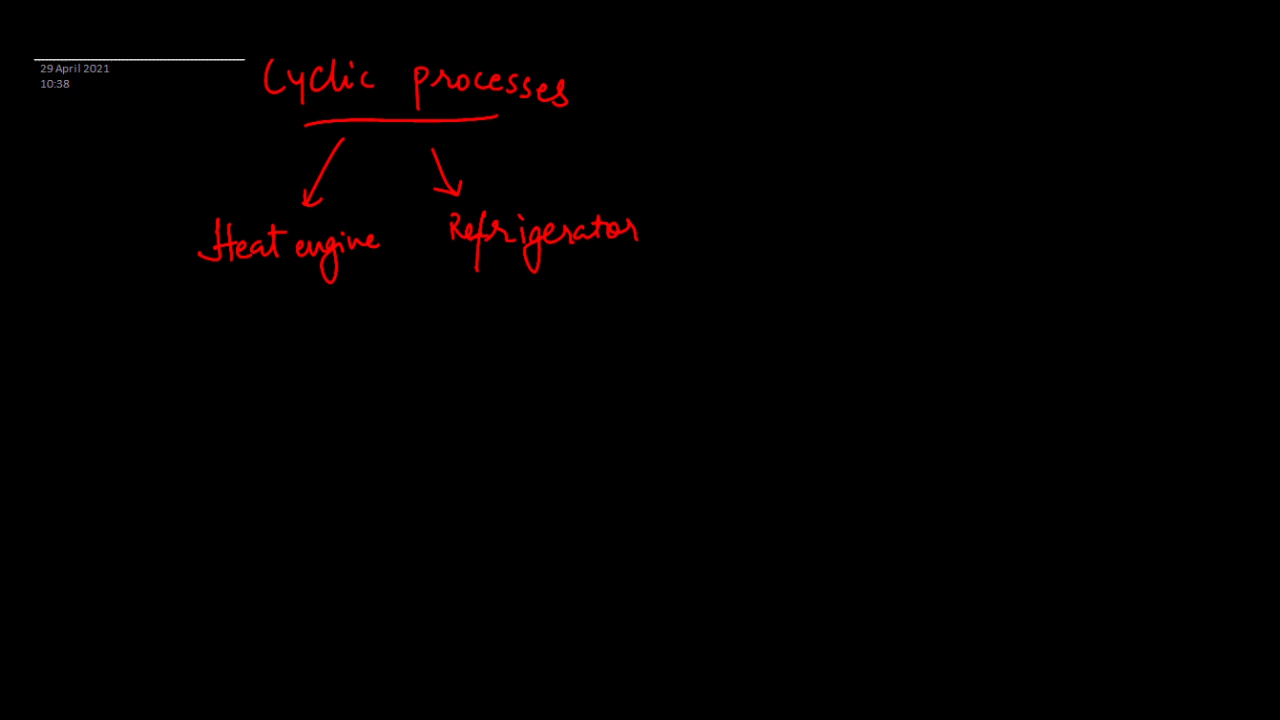 29 April 2021
10:38
Cyclic processes
Heat engine
Refrigerator